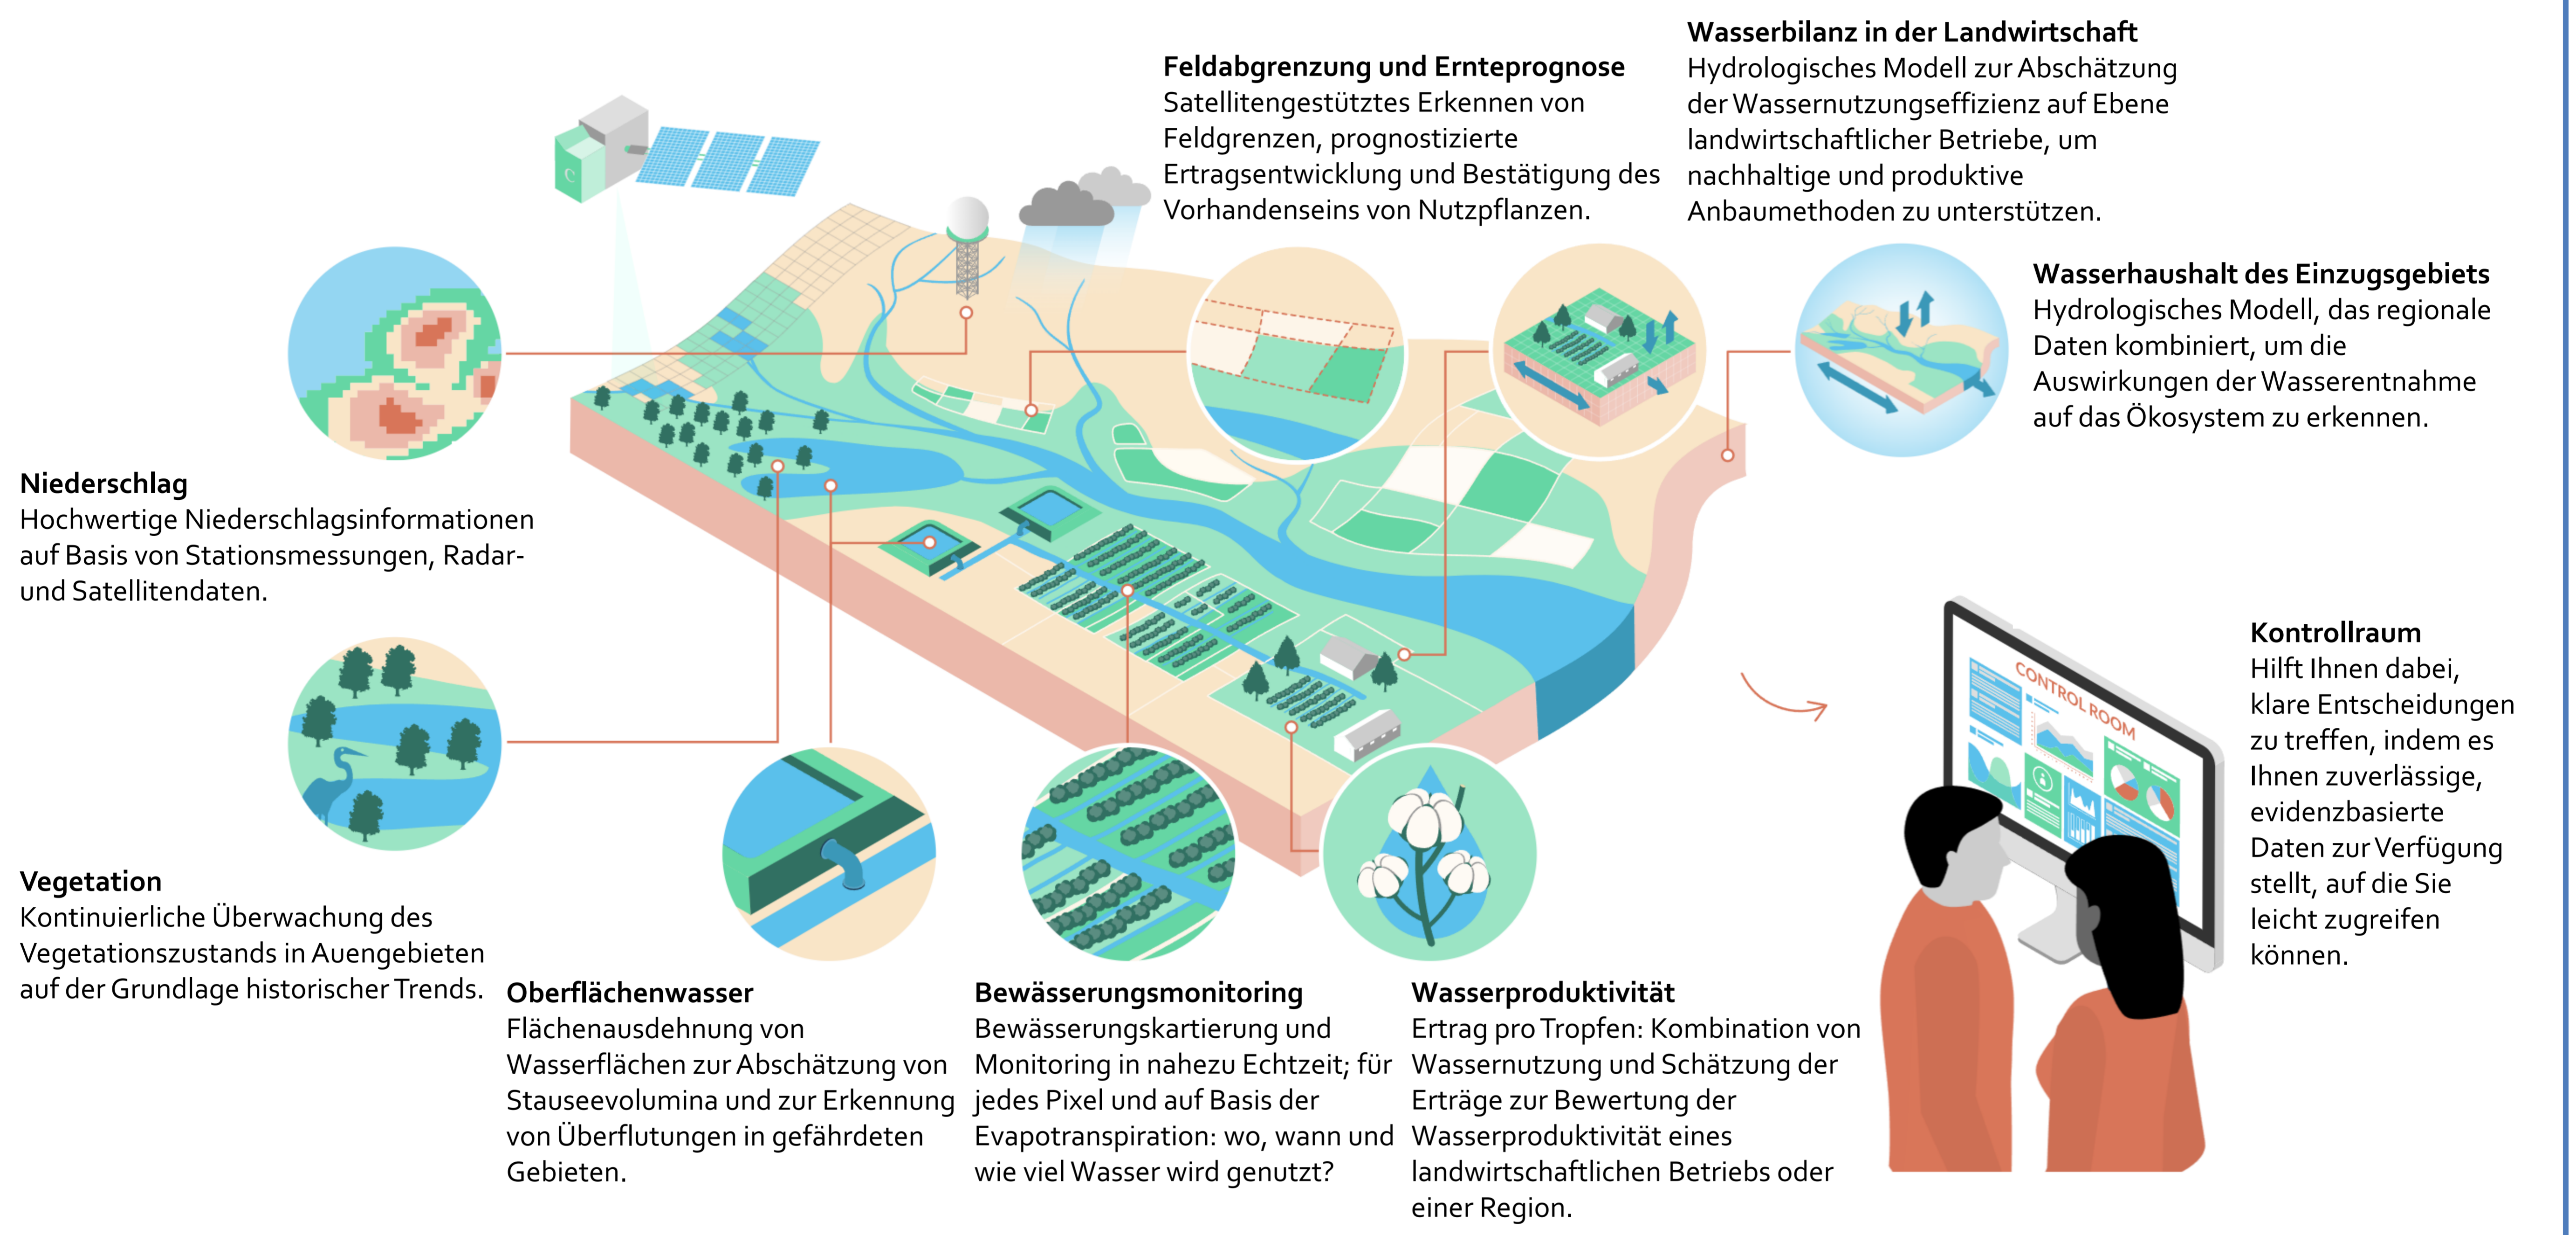 Wasserbilanz in der Landwirtschaft
Hydrologisches Modell zur Abschätzung
der Wassernutzungseffizienz auf Ebene
landwirtschaftlicher Betriebe, um
nachhaltige und produktive
Anbaumethoden zu unterstützen.
Feldabgrenzung und Ernteprognose
Satellitengestütztes Erkennen von
Feldgrenzen, prognostizierte
Ertragsentwicklung und Bestätigung des
Vorhandenseins von Nutzpflanzen.
C
Wasserhaushalt des Einzugsgebiets
Hydrologisches Modell, das regionale
Daten kombiniert, um die
Auswirkungen der Wasserentnahme
auf das Ökosystem zu erkennen.
Niederschlag
Hochwertige Niederschlagsinformationen
auf Basis von Stationsmessungen, Radar-
und Satellitendaten.
Kontrollraum
Hilft Ihnen dabei,
klare Entscheidungen
zu treffen, indem es
Ihnen zuverlässige,
evidenzbasierte
Daten zur Verfügung
stellt, auf die Sie
leicht zugreifen
können.
CONTROL ROOM
Vegetation
Kontinuierliche Überwachung des
Vegetationszustands in Auengebieten
auf der Grundlage historischer Trends.
Oberflächenwasser
Flächenausdehnung von
Wasserflächen zur Abschätzung von
Stauseevolumina und zur Erkennung
von Überflutungen in gefährdeten
Gebieten.
Bewässerungsmonitoring
Bewässerungskartierung und
Monitoring in nahezu Echtzeit; für
jedes Pixel und auf Basis der
Evapotranspiration: wo, wann und
wie viel Wasser wird genutzt?
Wasserproduktivität
Ertrag pro Tropfen: Kombination von
Wassernutzung und Schätzung der
Erträge zur Bewertung der
Wasserproduktivität eines
landwirtschaftlichen Betriebs oder
einer Region.